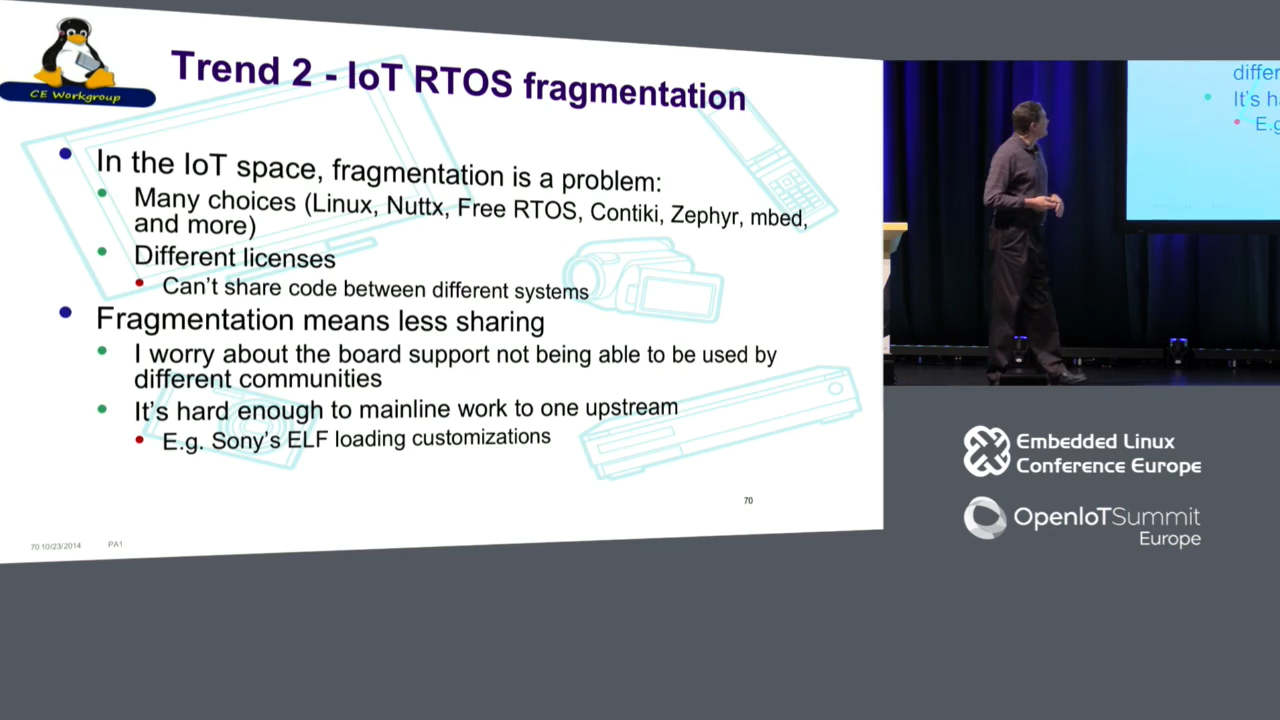 CE Workgroup
Trend 2 - IoT RTOS fragmentation
In the IoT space, fragmentation is a problem:
Many choices (Linux, Nuttx, Free RTOS, Contiki, Zephyr, mbed,
and more)
Different licenses
Can't share code between different systems
Fragmentation means less sharing
I worry about the board support not being able to be used by
different communities
It's hard enough to mainline work to one upstream
E.g. Sony's ELF loading customizations
70
70 10/23/2014 PA1
differ
It's h
E.g
Embedded Linux
Conference Europe
OpenIoTSummit
Europe